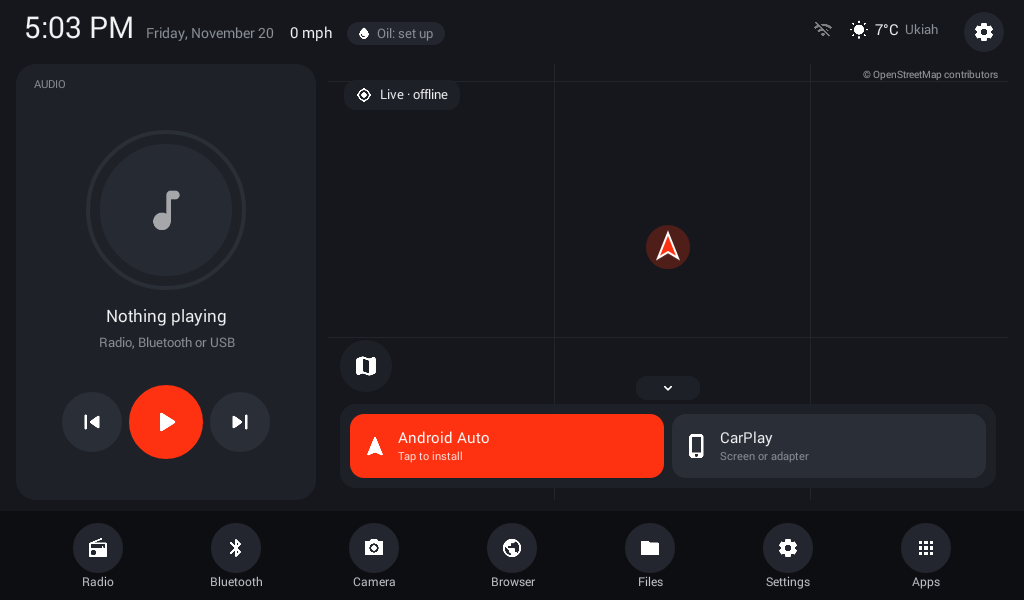 5:03 PM Friday, November 20 0 mph Oil: set up 7°C Ukiah
AUDIO
© OpenStreetMap contributors
Live · offline
Nothing playing
Radio, Bluetooth or USB
Android Auto
Tap to install
CarPlay
Screen or adapter
Radio Bluetooth Camera Browser Files Settings Apps